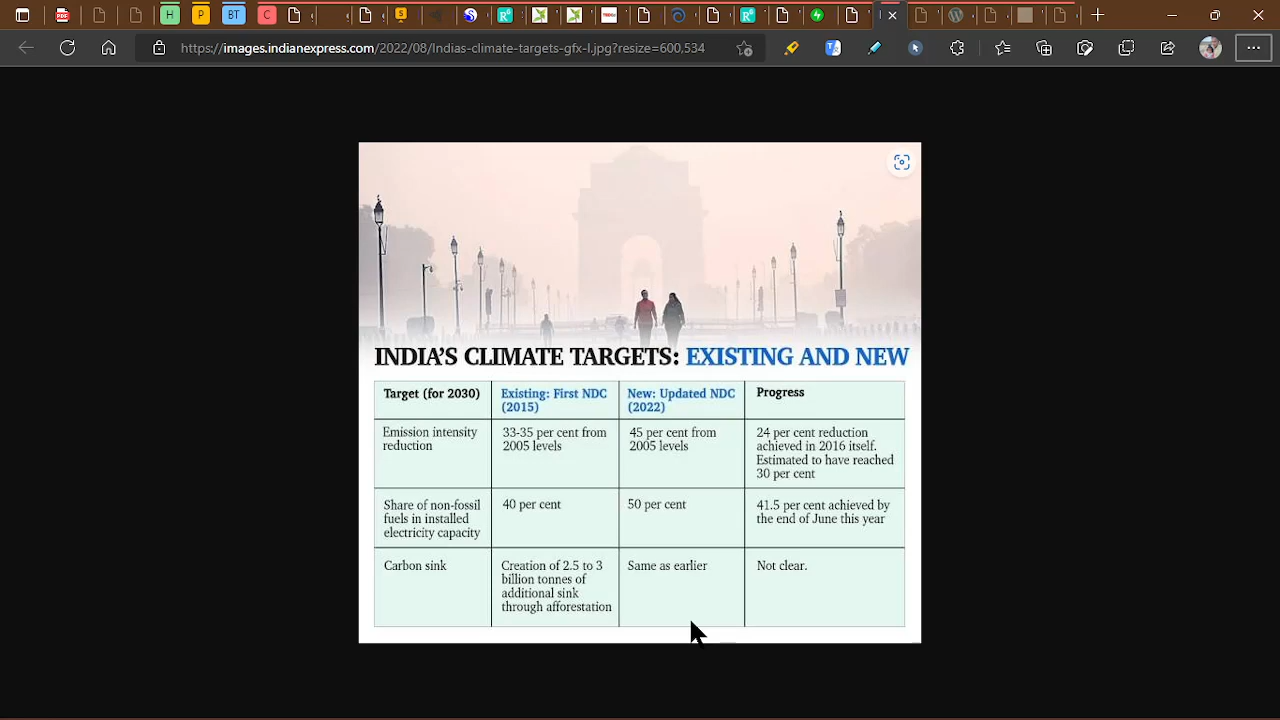 H
P
BT
C
https://images.indianexpress.com/2022/08/Indias-climate-targets-gfx-I.jpg?resize=600,534
INDIA'S CLIMATE TARGETS: EXISTING AND NEW
Target (for 2030)
Existing: First NDC
(2015)
New: Updated NDC
(2022)
Progress
Emission intensity
reduction
33-35 per cent from
2005 levels
45 per cent from
2005 levels
24 per cent reduction
achieved in 2016 itself.
Estimated to have reached
30 per cent
Share of non-fossil
fuels in installed
electricity capacity
40 per cent
50 per cent
41.5 per cent achieved by
the end of June this year
Carbon sink
Creation of 2.5 to 3
billion tonnes of
additional sink
through afforestation
Same as earlier
Not clear.